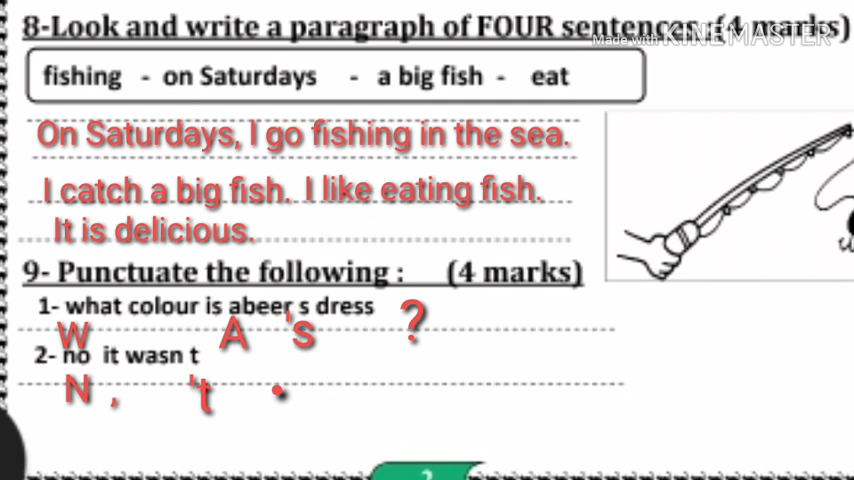 8-Look and write a paragraph of FOUR sentences :(4 marks)
Made with KINEMASTER
fishing - on Saturdays - a big fish - eat
On Saturdays, I go fishing in the sea.
I catch a big fish. I like eating fish.
It is delicious.
9- Punctuate the following : (4 marks)
1- what colour is abeer s dress
W A 's ?
2- no it wasn t
N , 't .
2